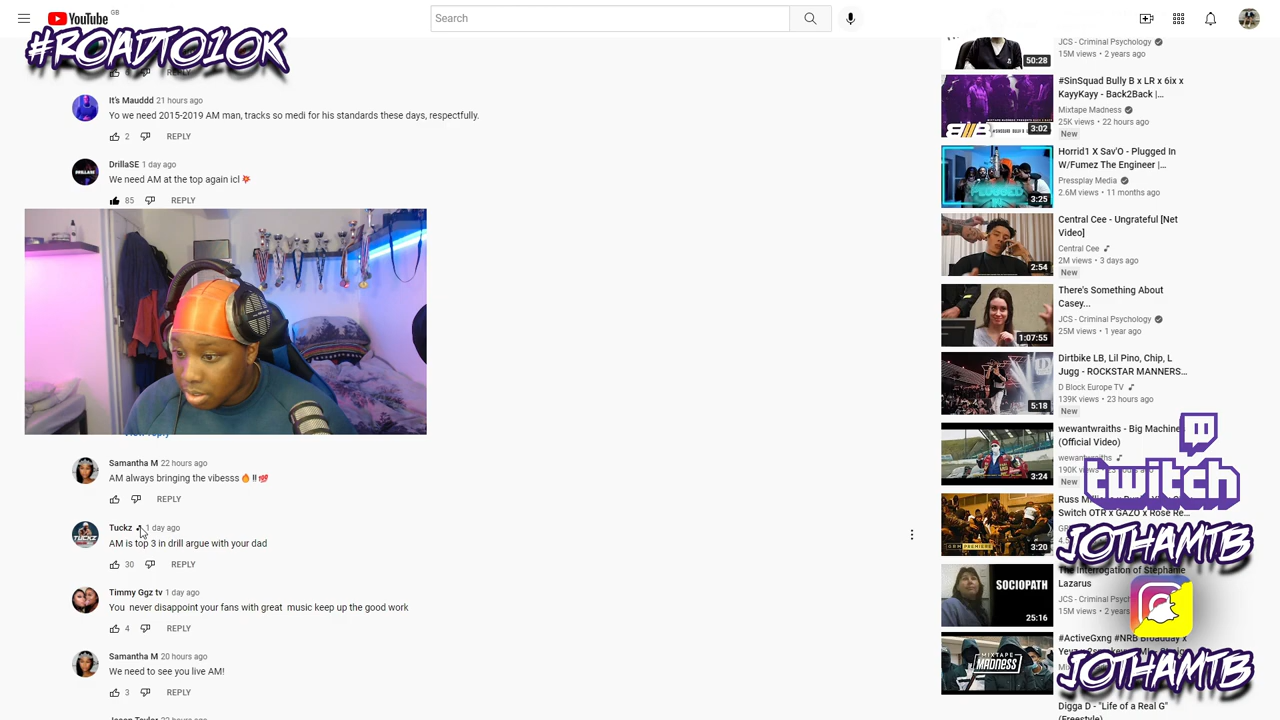 YouTube GB
Search
#ROADTO10K
REPLY
It's Mauddd 21 hours ago
Yo we need 2015-2019 AM man, tracks so medi for his standards these days, respectfully.
2 REPLY
DrillaSE 1 day ago
We need AM at the top again icl💥
85 REPLY
Samantha M 22 hours ago
AM always bringing the vibesss🔥‼️💯
REPLY
Tuckz 1 day ago
AM is top 3 in drill argue with your dad
30 REPLY
Timmy Ggz tv 1 day ago
You never disappoint your fans with great music keep up the good work
4 REPLY
Samantha M 20 hours ago
We need to see you live AM!
3 REPLY
50:28
JCS - Criminal Psychology
15M views • 2 years ago
3:02
#SinSquad Bully B x LR x 6ix x
KayyKayy - Back2Back |...
Mixtape Madness
25K views • 22 hours ago
New
3:25
Horrid1 X Sav'O - Plugged In
W/Fumez The Engineer |...
Pressplay Media
2.6M views • 11 months ago
2:54
Central Cee - Ungrateful [Net
Video]
Central Cee
2M views • 3 days ago
New
1:07:55
There's Something About
Casey...
JCS - Criminal Psychology
25M views • 1 year ago
5:18
Dirtbike LB, Lil Pino, Chip, L
Jugg - ROCKSTAR MANNERS...
D Block Europe TV
139K views • 23 hours ago
New
3:24
wewantwraiths - Big Machine
(Official Video)
wewantwraiths
190K
New
twitch
3:20
Russ
Switch OTR x GAZO x Rose Re...
JOTHAMTB
SOCIOPATH
25:16
The Interrogation of Stephanie
Lazarus
JCS - Criminal
15M views • 2 years
MIXTAPE
MADNESS
#ActiveGxng #NRB Broadday x
JOTHAMTB
Digga D - "Life of a Real G"
(Freestyle)